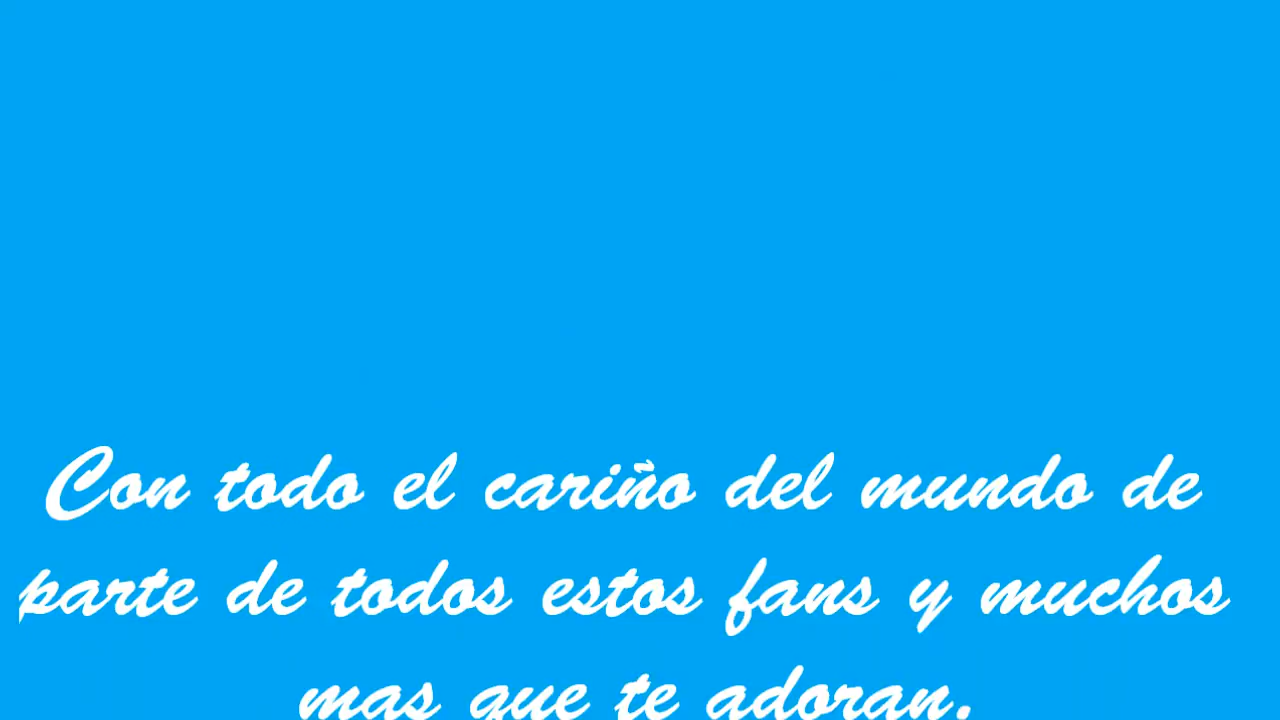 Con todo el cariño del mundo de
parte de todos estos fans y muchos
mas que te adoran.